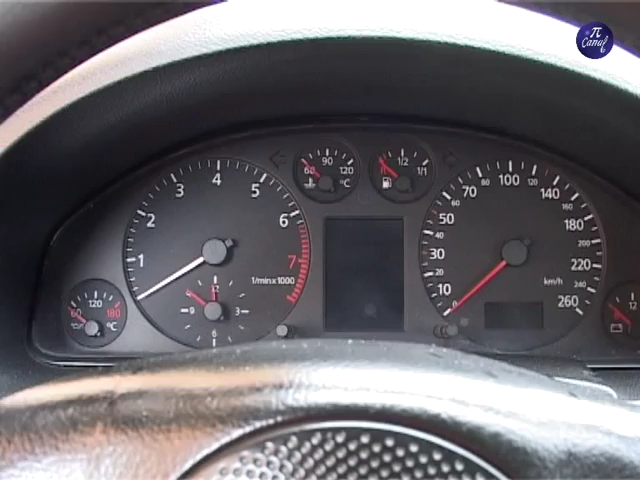 π
Canal
60 90 120
°C
1/2
1/1
1 2 3 4 5 6 7
1/min x 1000
12
9 3
6
60 120 180
°C
0 10 20 30 40 50 60 70 80 100 120 140 160 180 200 220 240 260
km/h
12